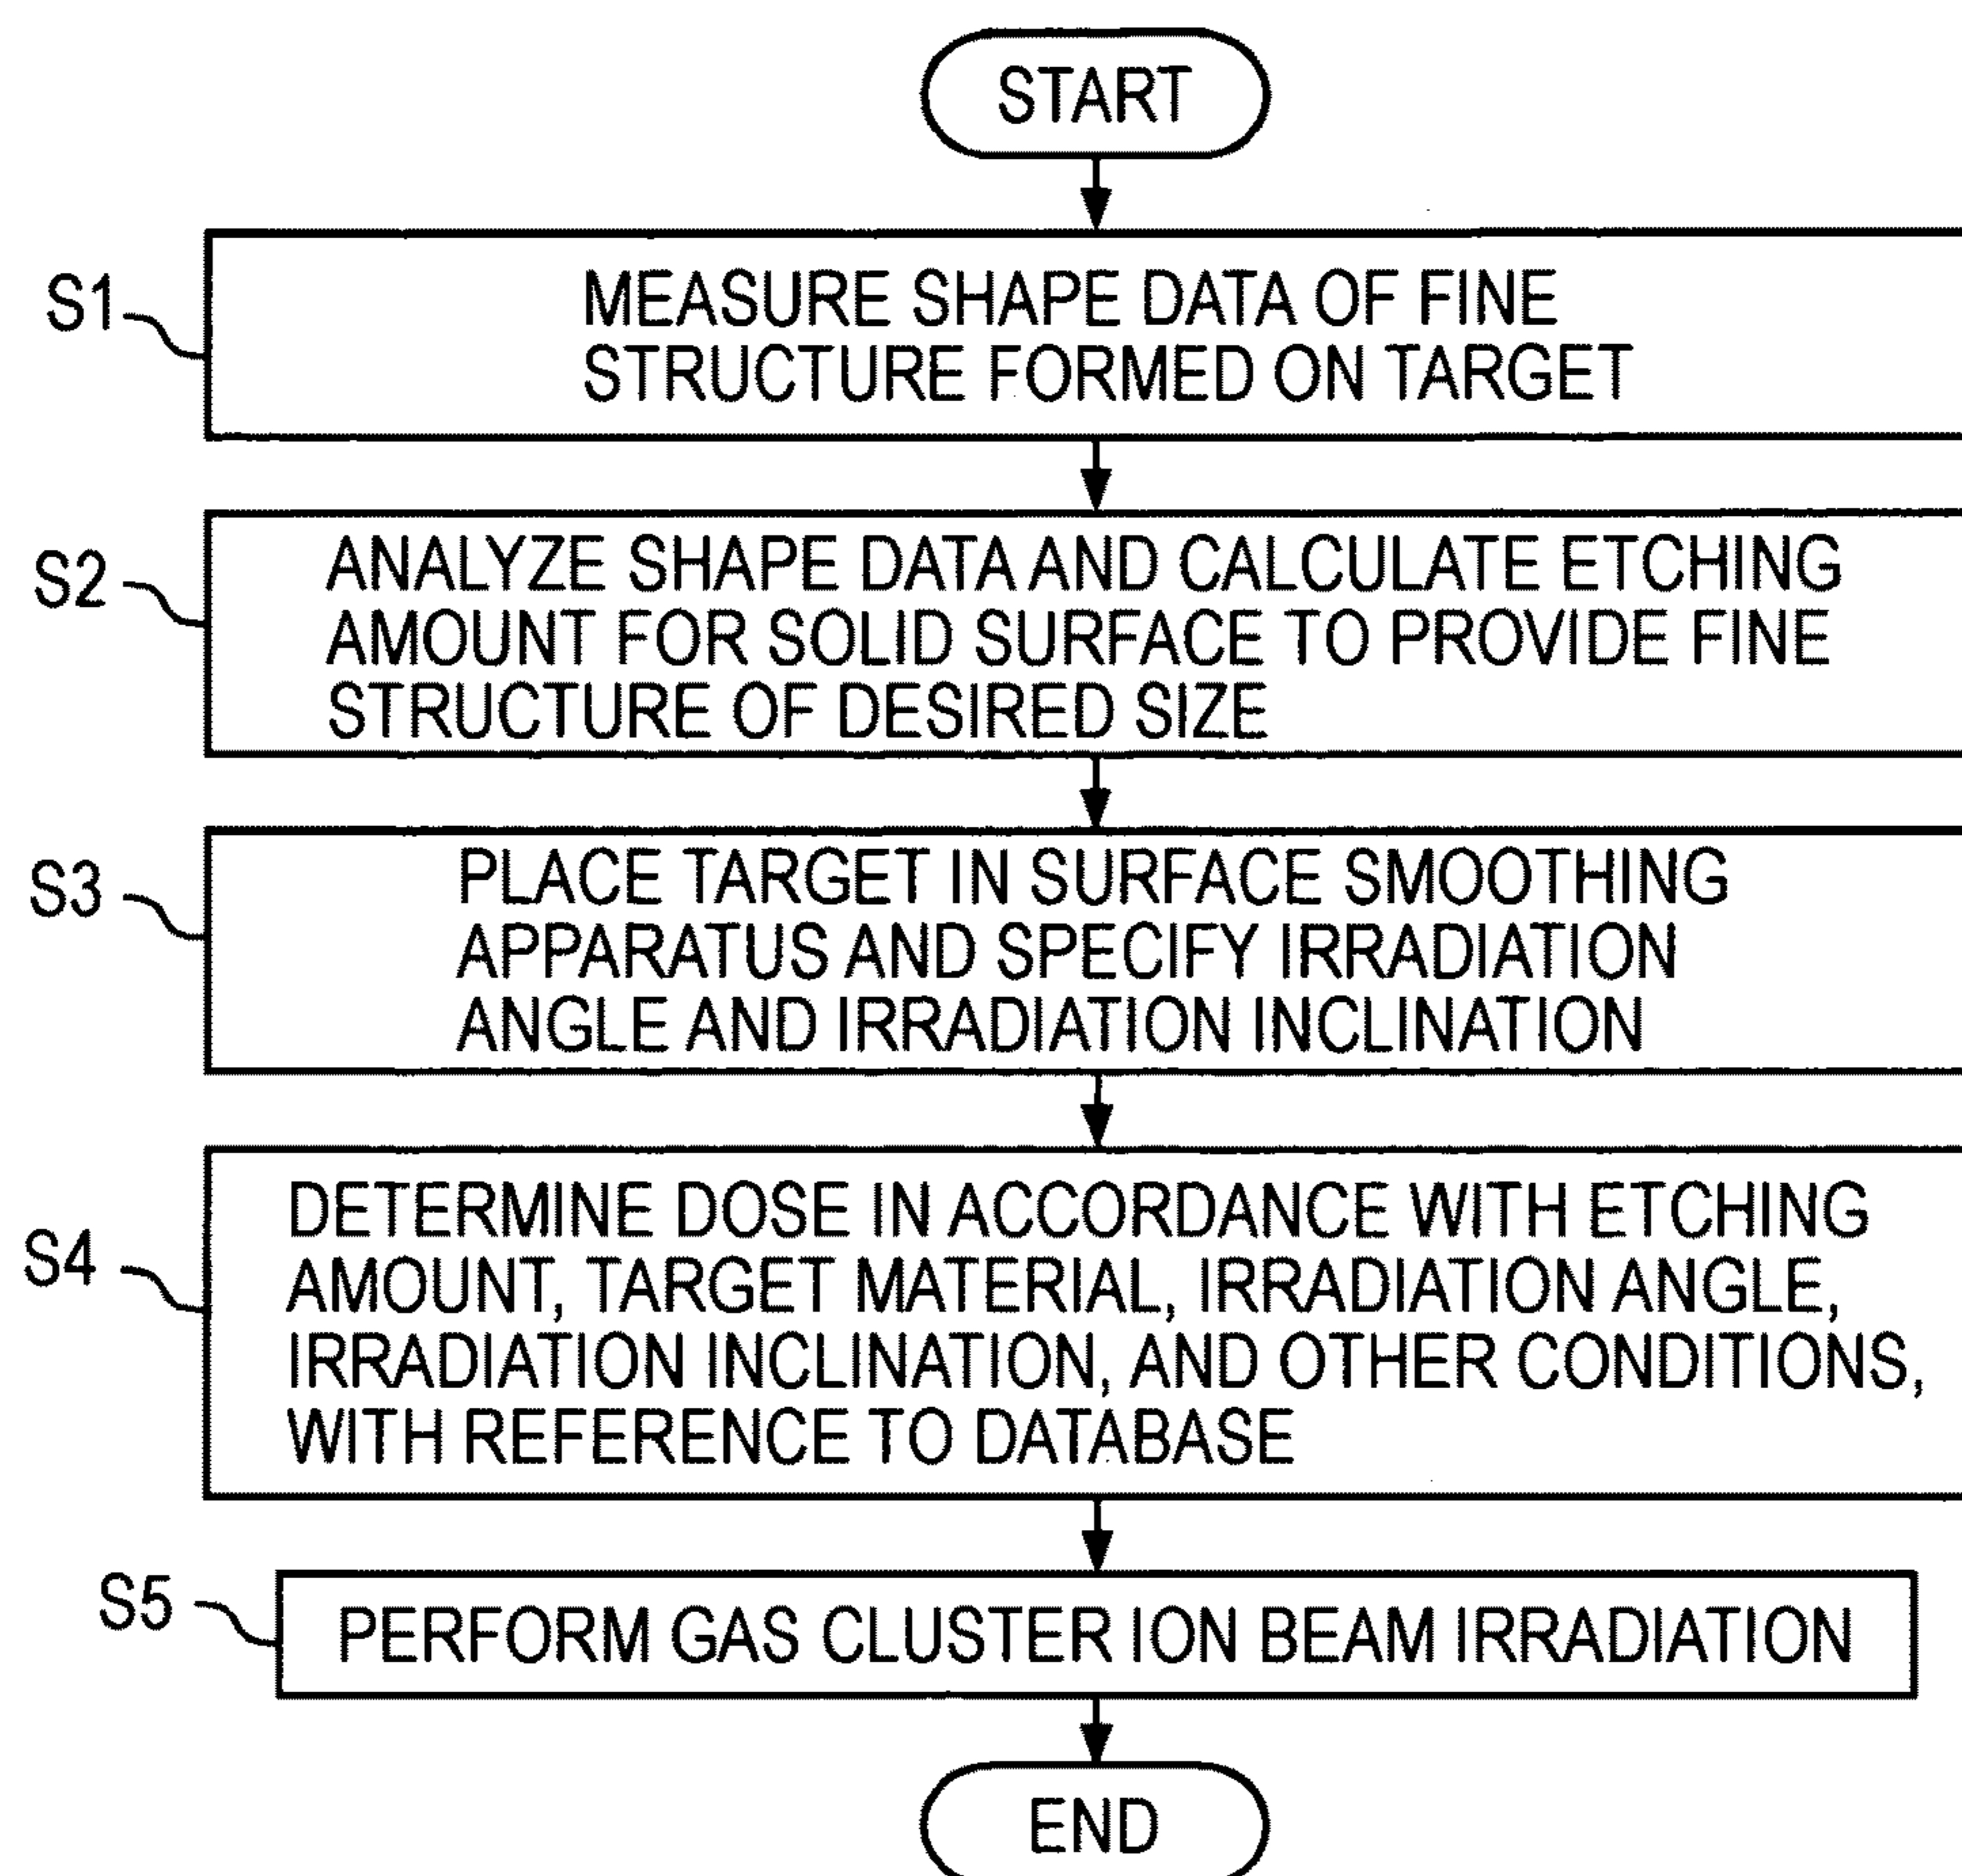 START
S1
MEASURE SHAPE DATA OF FINE
STRUCTURE FORMED ON TARGET
S2
ANALYZE SHAPE DATA AND CALCULATE ETCHING
AMOUNT FOR SOLID SURFACE TO PROVIDE FINE
STRUCTURE OF DESIRED SIZE
S3
PLACE TARGET IN SURFACE SMOOTHING
APPARATUS AND SPECIFY IRRADIATION
ANGLE AND IRRADIATION INCLINATION
S4
DETERMINE DOSE IN ACCORDANCE WITH ETCHING
AMOUNT, TARGET MATERIAL, IRRADIATION ANGLE,
IRRADIATION INCLINATION, AND OTHER CONDITIONS,
WITH REFERENCE TO DATABASE
S5
PERFORM GAS CLUSTER ION BEAM IRRADIATION
END